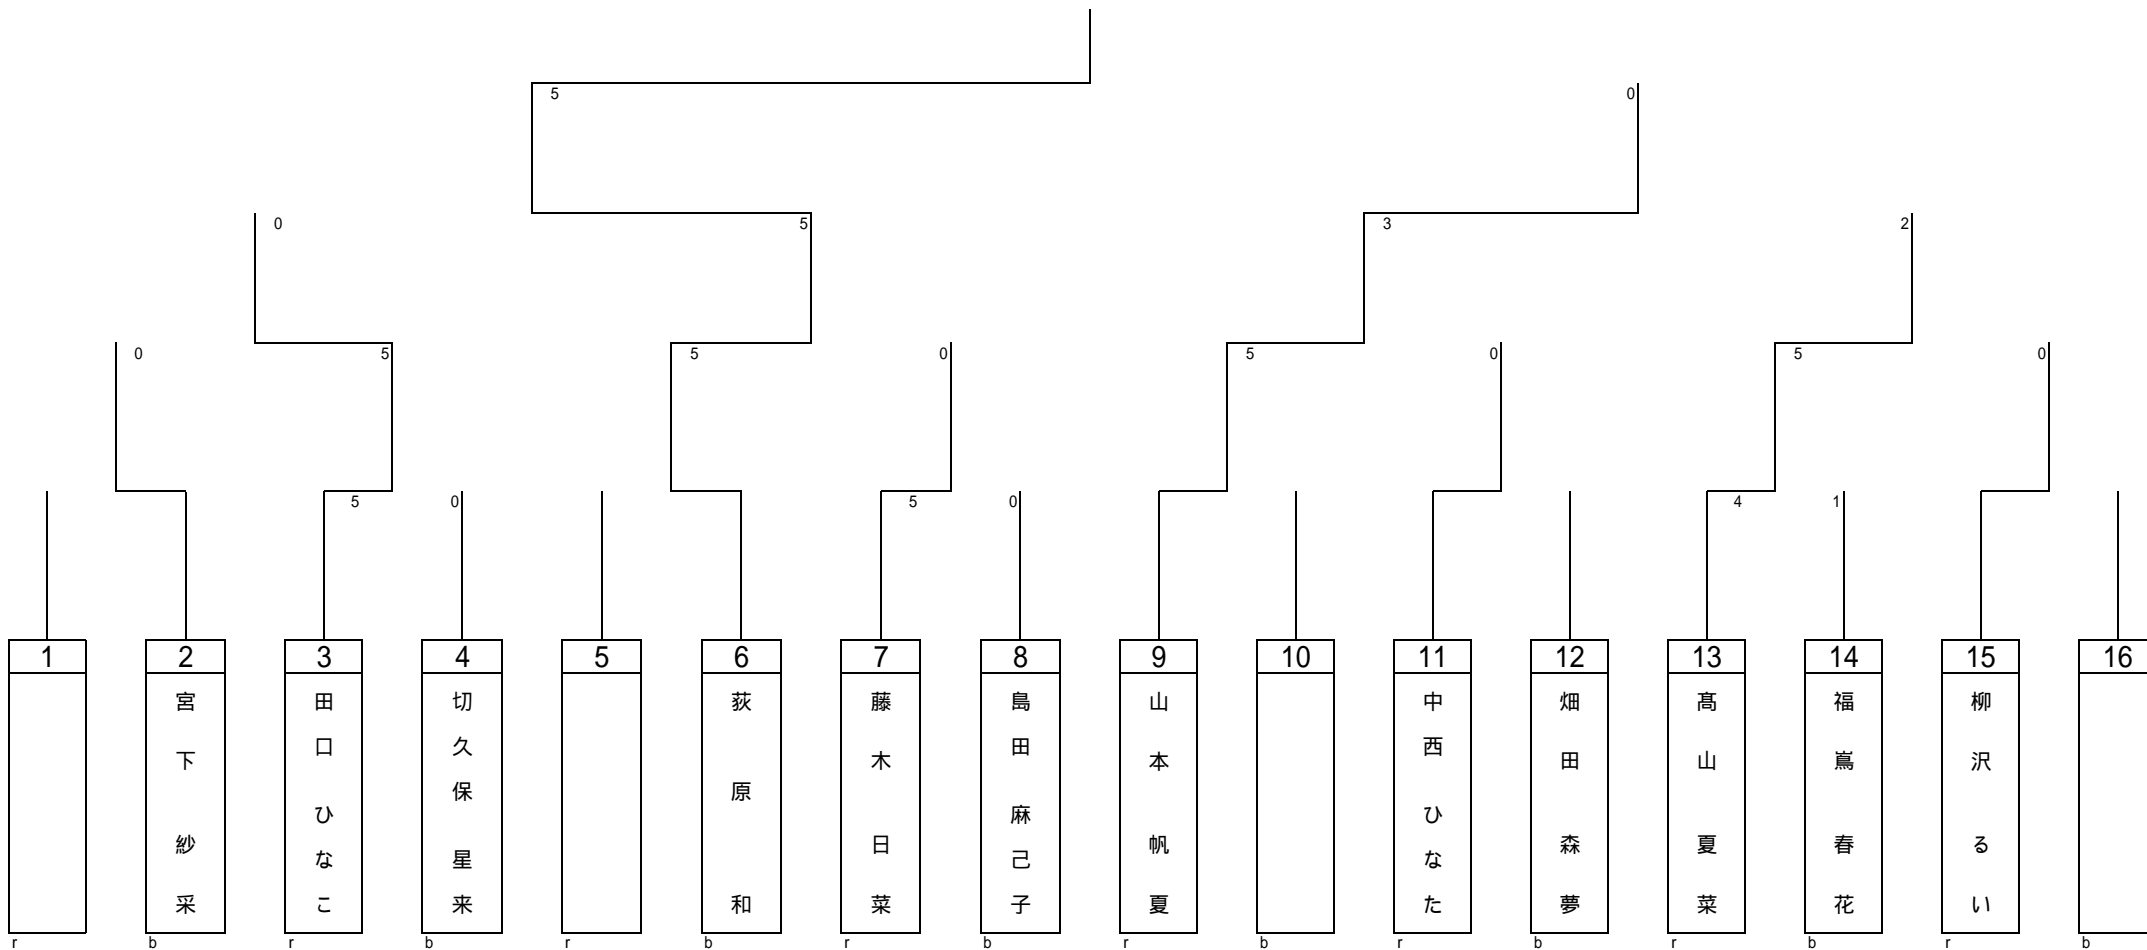 5 0
0 5 3 2
0 5 5 0 5 0 5 0
5 0 5 0 4 1
1 2 3 4 5 6 7 8 9 10 11 12 13 14 15 16
宮下 紗采
田口 ひなこ
切久保 星来
荻原 和
藤木 日菜
島田 麻己子
山本 帆夏
中西 ひなた
畑田 森夢
髙山 夏菜
福嶌 春花
柳沢 るい
r b r b r b r b r b r b r b r b